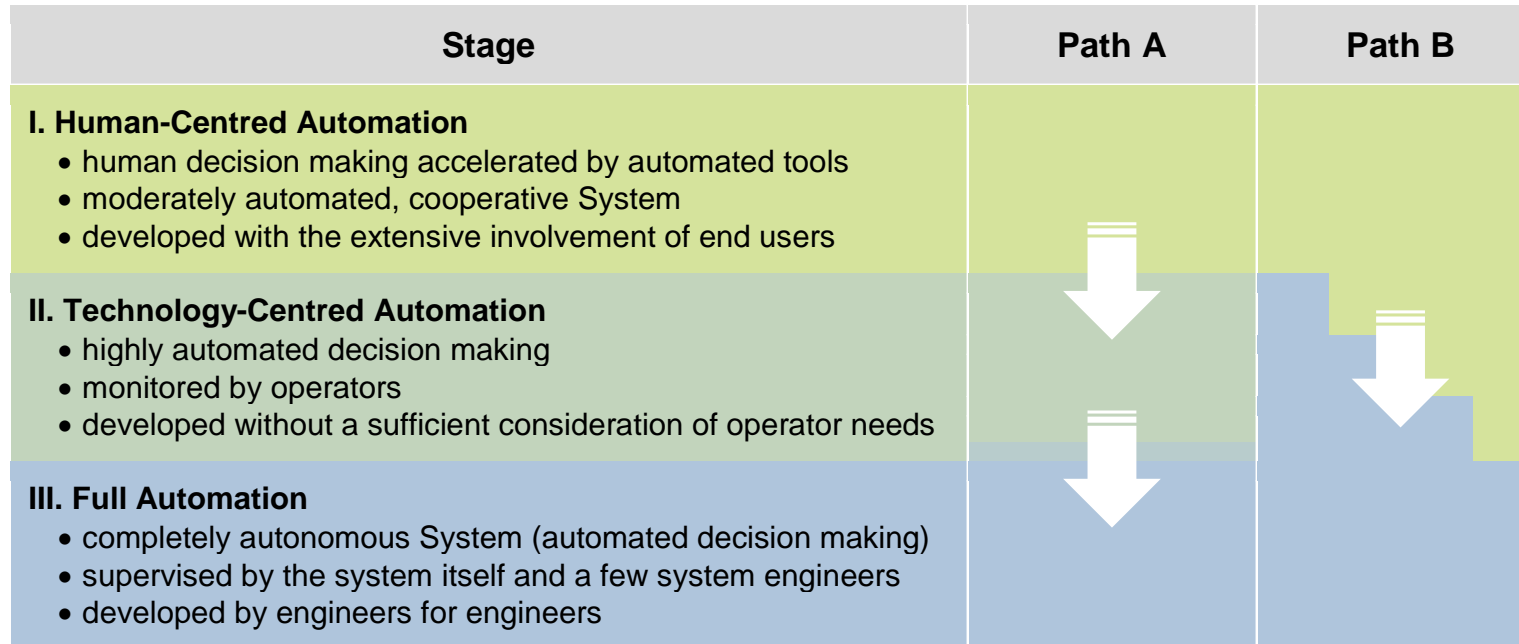 Stage Path A Path B
I. Human-Centred Automation
• human decision making accelerated by automated tools
• moderately automated, cooperative System
• developed with the extensive involvement of end users
II. Technology-Centred Automation
• highly automated decision making
• monitored by operators
• developed without a sufficient consideration of operator needs
III. Full Automation
• completely autonomous System (automated decision making)
• supervised by the system itself and a few system engineers
• developed by engineers for engineers